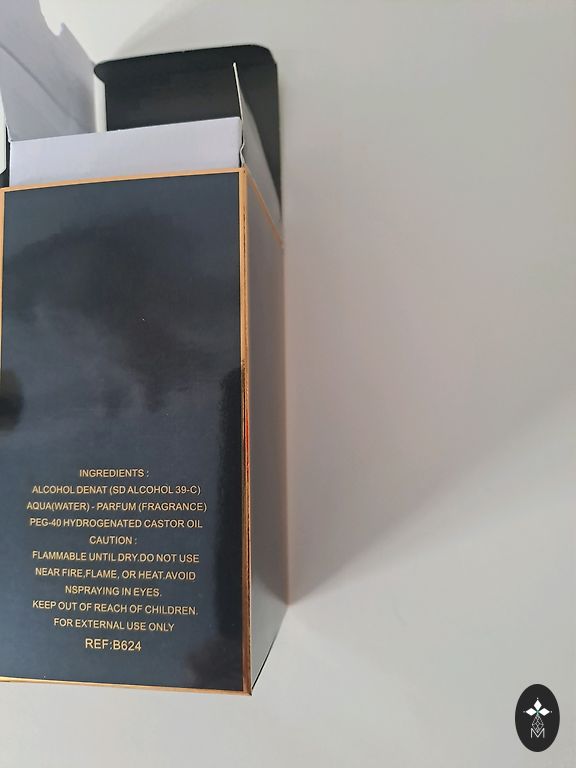 INGREDIENTS :
ALCOHOL DENAT (SD ALCOHOL 39-C)
AQUA(WATER) - PARFUM (FRAGRANCE)
PEG-40 HYDROGENATED CASTOR OIL
CAUTION :
FLAMMABLE UNTIL DRY.DO NOT USE
NEAR FIRE,FLAME, OR HEAT.AVOID
NSPRAYING IN EYES.
KEEP OUT OF REACH OF CHILDREN.
FOR EXTERNAL USE ONLY
REF:B624
M